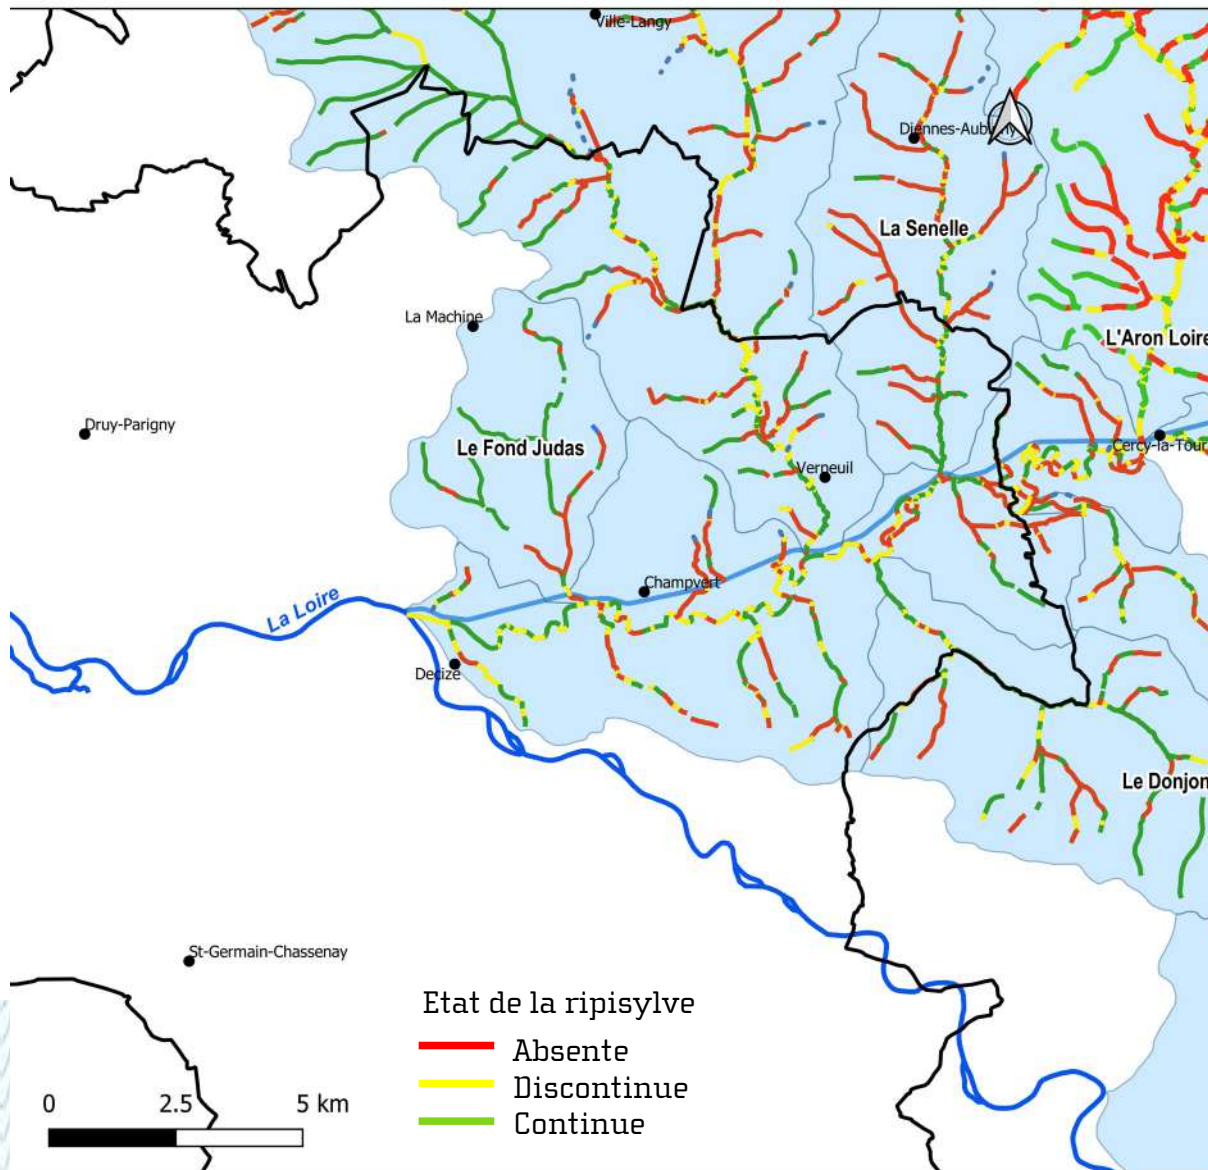 Ville-Langy
Diennes-Aubigny
La Senelle
La Machine
L'Aron Loire
Druy-Parigny
Le Fond Judas
Cercy-la-Tour
Verneuil
Champvert
La Loire
Decize
Le Donjon
St-Germain-Chassenay
Etat de la ripisylve
Absente
Discontinue
Continue
0 2.5 5 km